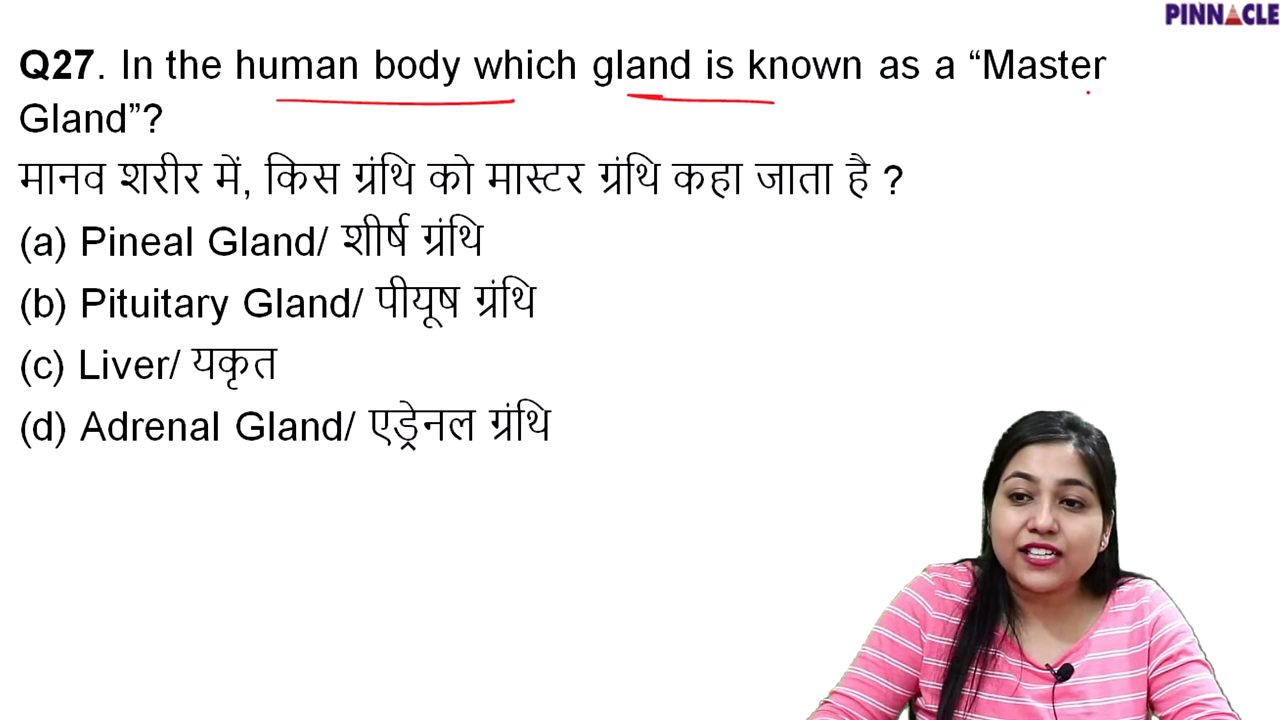 PINNACLE
Q27. In the human body which gland is known as a “Master
Gland”?
मानव शरीर में, किस ग्रंथि को मास्टर ग्रंथि कहा जाता है ?
(a) Pineal Gland/ शीर्ष ग्रंथि
(b) Pituitary Gland/ पीयूष ग्रंथि
(c) Liver/ यकृत
(d) Adrenal Gland/ एड्रेनल ग्रंथि